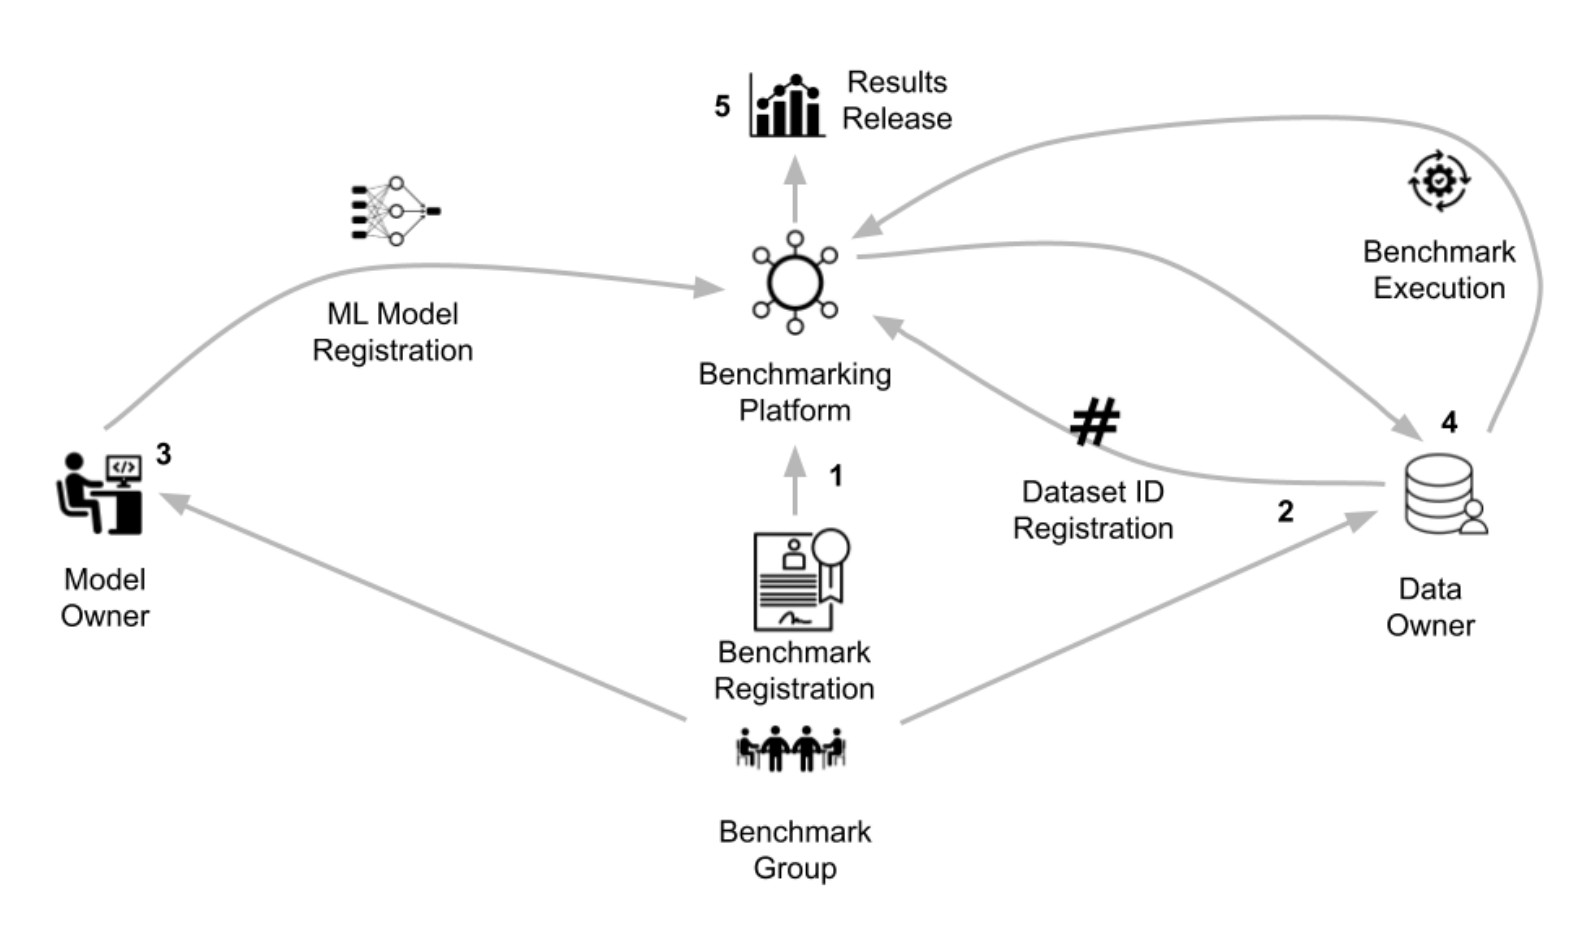 5
Results
Release
ML Model
Registration
Benchmark
Execution
Benchmarking
Platform
3
</>
4
#
1
Dataset ID
Registration
2
Model
Owner
Data
Owner
Benchmark
Registration
Benchmark
Group